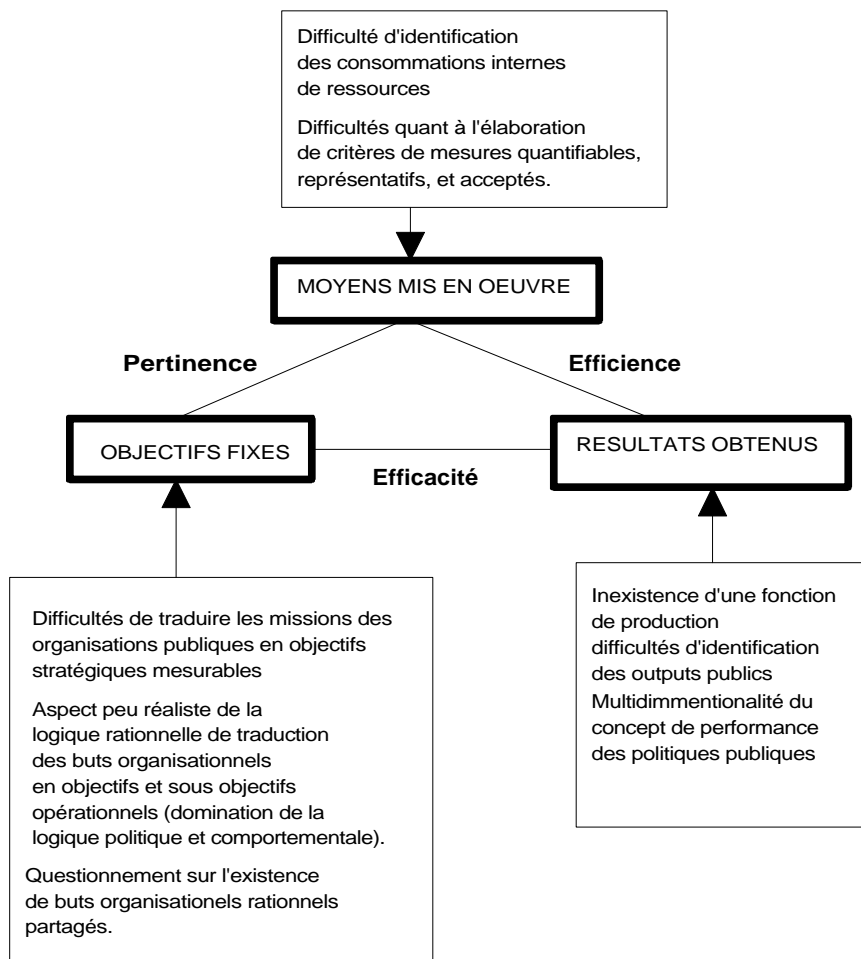 Difficulté d'identification
des consommations internes
de ressources
Difficultés quant à l'élaboration
de critères de mesures quantifiables,
représentatifs, et acceptés.
MOYENS MIS EN OEUVRE
Pertinence
Efficience
OBJECTIFS FIXES
RESULTATS OBTENUS
Efficacité
Difficultés de traduire les missions des
organisations publiques en objectifs
stratégiques mesurables
Aspect peu réaliste de la
logique rationnelle de traduction
des buts organisationnels
en objectifs et sous objectifs
opérationnels (domination de la
logique politique et comportementale).
Questionnement sur l'existence
de buts organisationels rationnels
partagés.
Inexistence d'une fonction
de production
difficultés d'identification
des outputs publics
Multidimmentionalité du
concept de performance
des politiques publiques